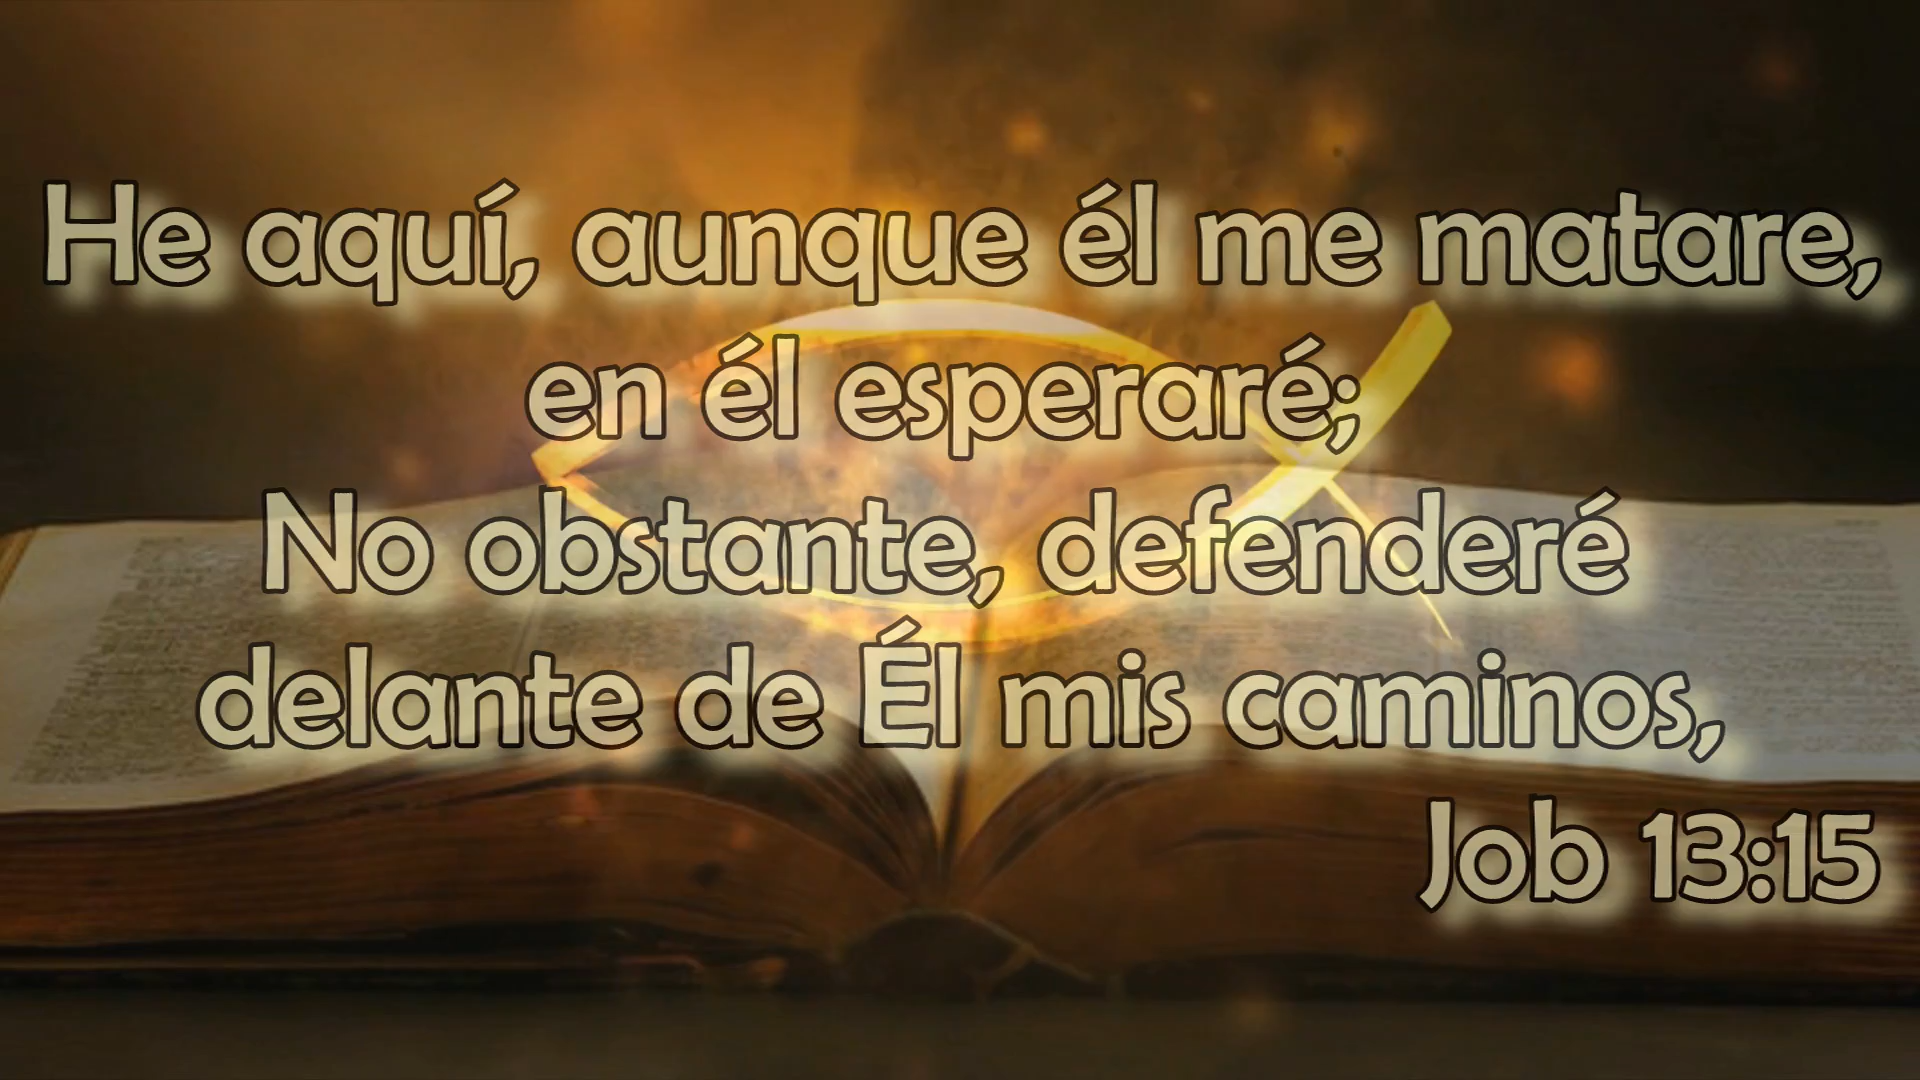 He aquí, aunque él me matare,
en él esperaré;
No obstante, defenderé
delante de Él mis caminos,
Job 13:15